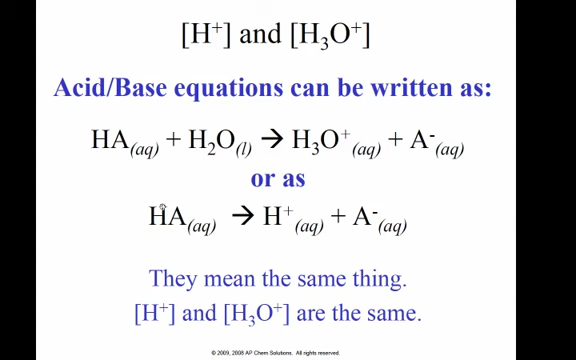 [H⁺] and [H₃O⁺]
Acid/Base equations can be written as:
HA(aq) + H₂O(l) → H₃O⁺(aq) + A⁻(aq)
or as
HA(aq) → H⁺(aq) + A⁻(aq)
They mean the same thing.
[H⁺] and [H₃O⁺] are the same.
© 2009, 2008 AP Chem Solutions. All rights reserved.